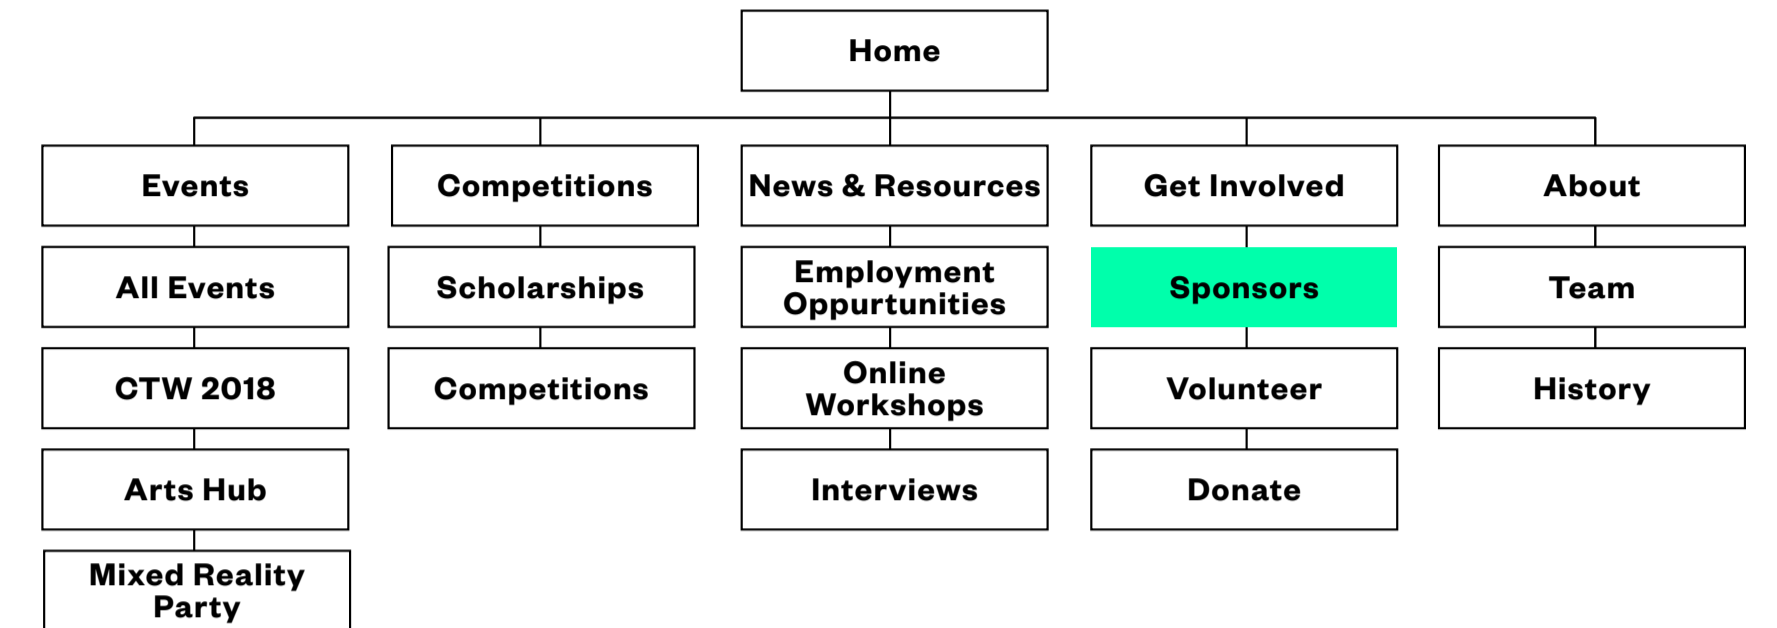 Home
Events
Competitions
News & Resources
Get Involved
About
All Events
Scholarships
Employment
Oppurtunities
Sponsors
Team
CTW 2018
Competitions
Online
Workshops
Volunteer
History
Arts Hub
Interviews
Donate
Mixed Reality
Party